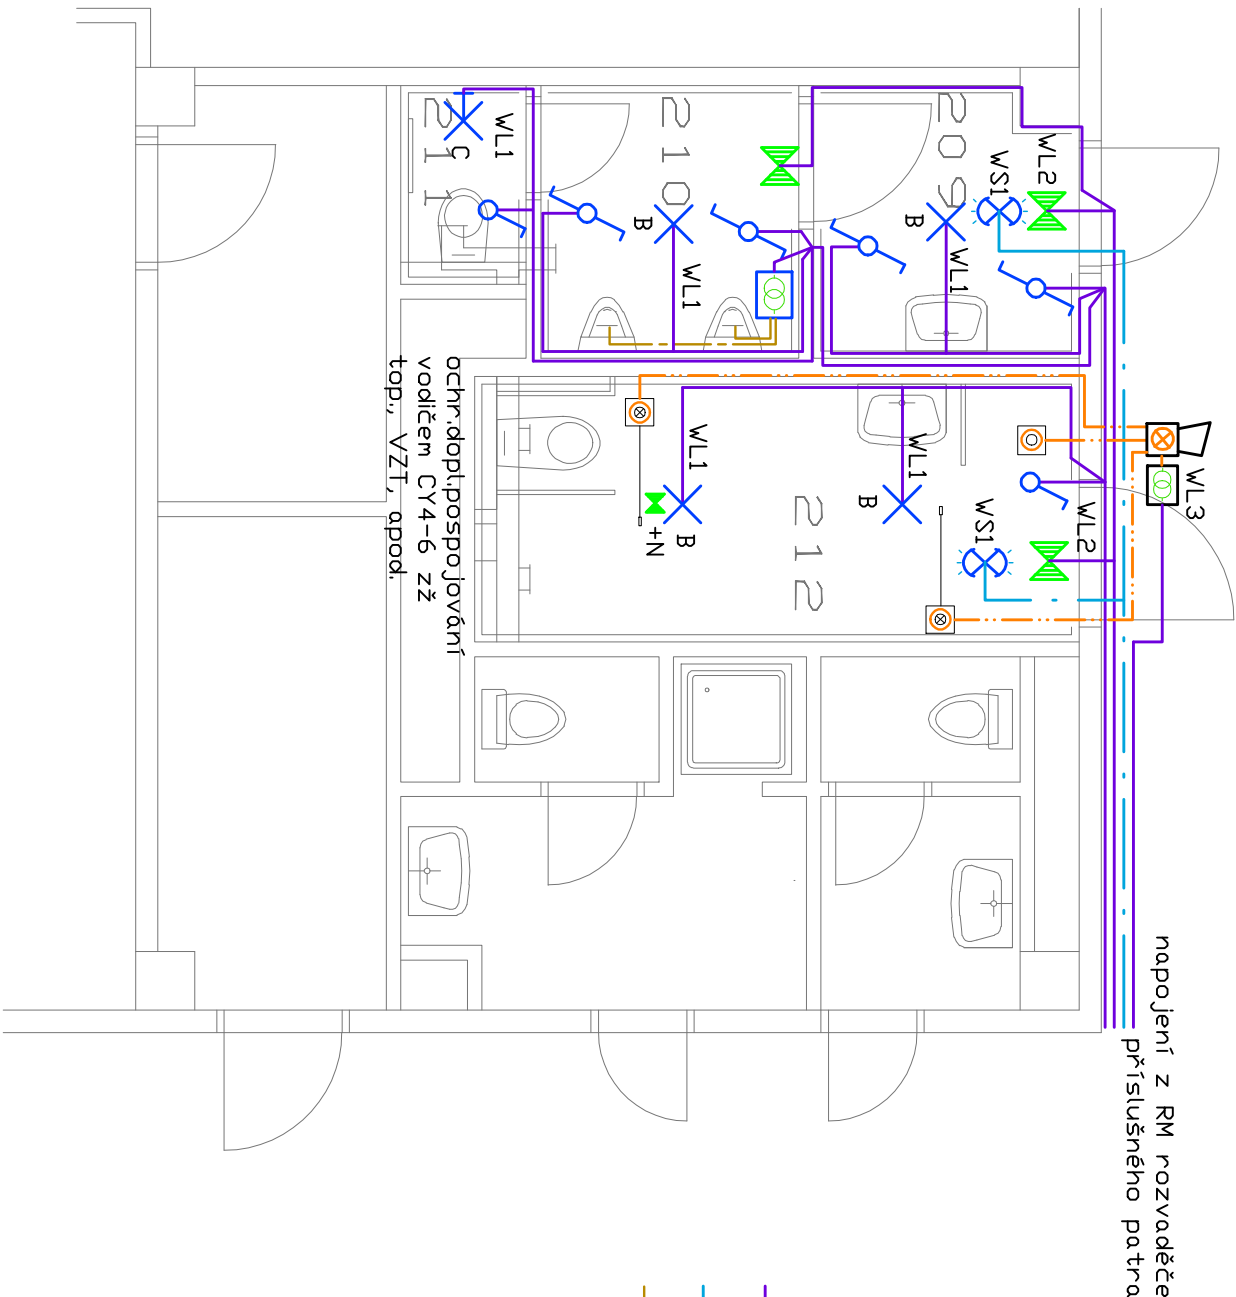 209
210
211
212
WL1
C
B
WL1
B
WL1
WS1
WL2
WL1
B
+N
WL1
B
WS1
WL2
WL3
ochr.dopl.pospojování
vodičem CY4-6 zž
top., VZT, apod.
napojení z RM rozvaděče
příslušného patra